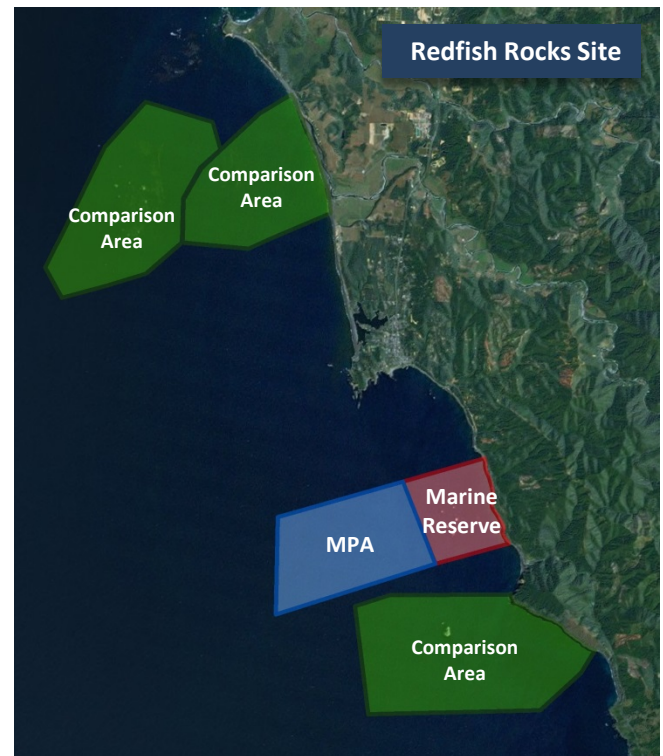 Redfish Rocks Site
Comparison
Area
Comparison
Area
Marine
Reserve
MPA
Comparison
Area